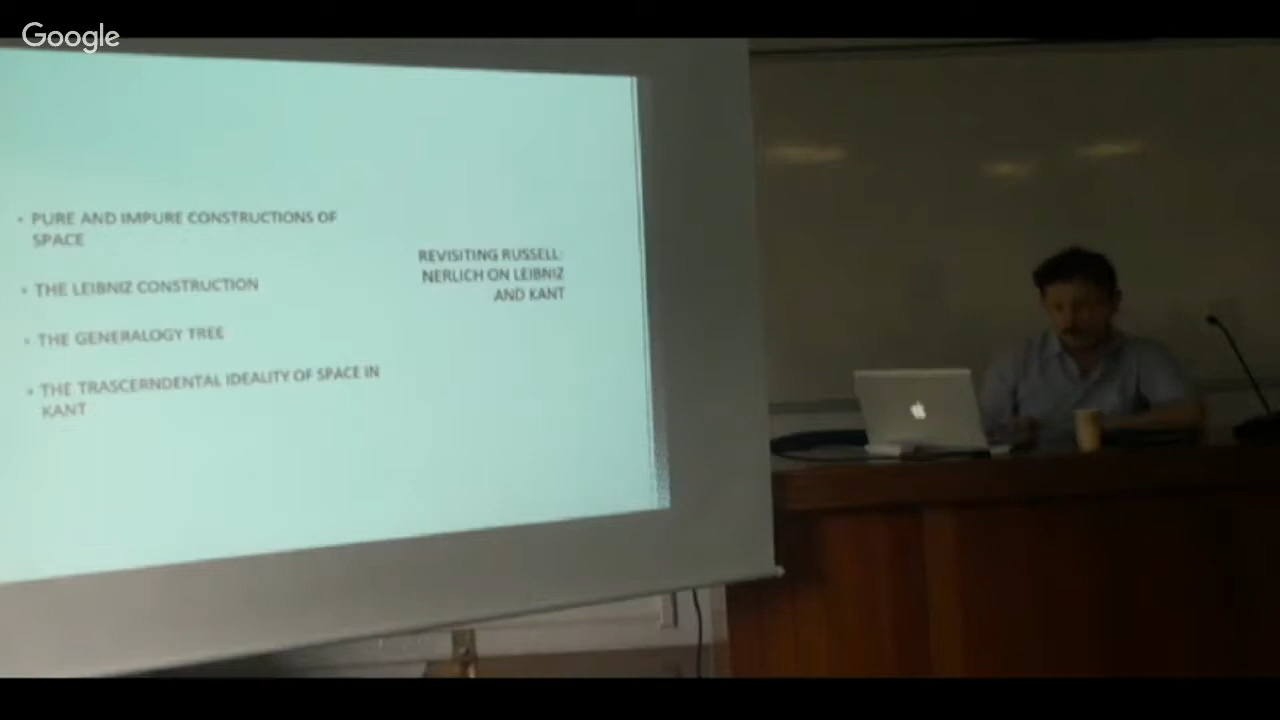 Google
• PURE AND IMPURE CONSTRUCTIONS OF
SPACE
• THE LEIBNIZ CONSTRUCTION
• THE GENERALOGY TREE
• THE TRASCERNDENTAL IDEALITY OF SPACE IN
KANT
REVISITING RUSSELL:
NERLICH ON LEIBNIZ
AND KANT